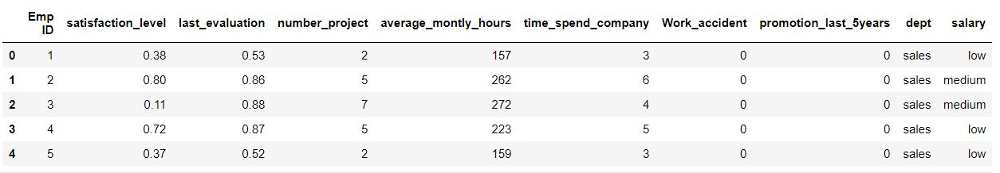 Emp ID satisfaction_level last_evaluation number_project average_montly_hours time_spend_company Work_accident promotion_last_5years dept salary
0 1 0.38 0.53 2 157 3 0 0 sales low
1 2 0.80 0.86 5 262 6 0 0 sales medium
2 3 0.11 0.88 7 272 4 0 0 sales medium
3 4 0.72 0.87 5 223 5 0 0 sales low
4 5 0.37 0.52 2 159 3 0 0 sales low